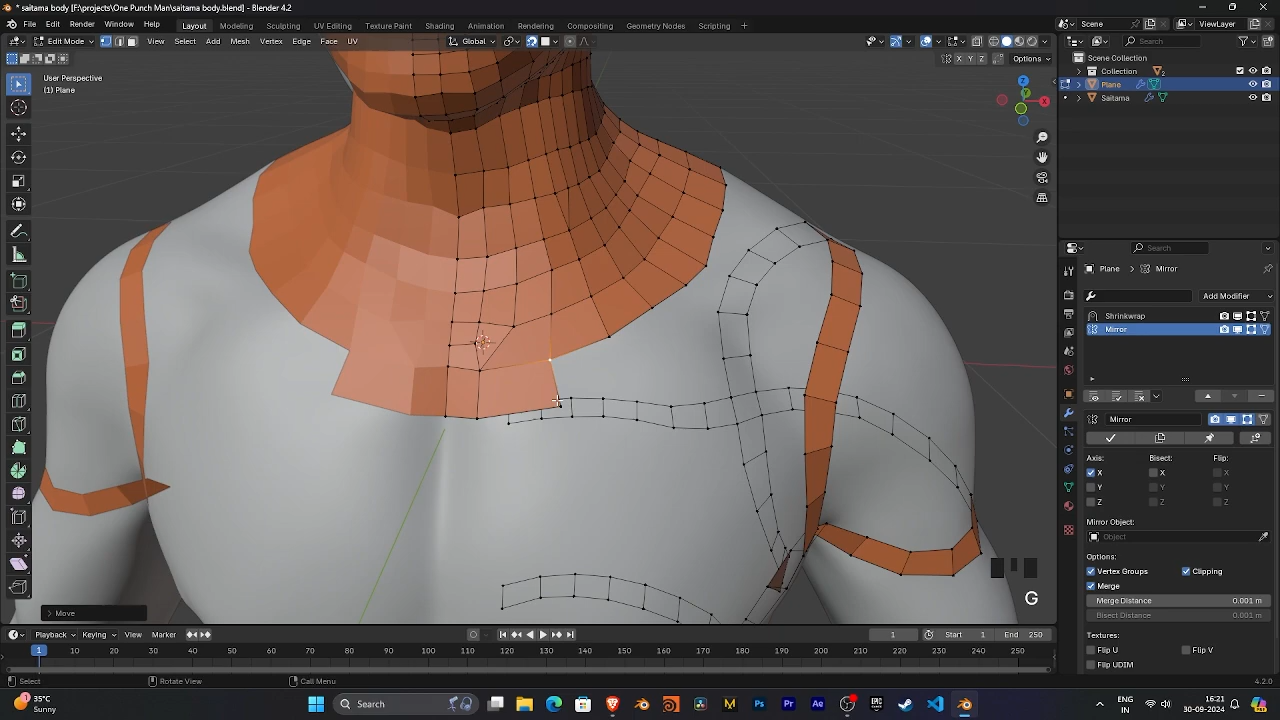 * saitama body [F:\projects\One Punch Man\saitama body.blend] - Blender 4.2
File Edit Render Window Help Layout Modeling Sculpting UV Editing Texture Paint Shading Animation Rendering Compositing Geometry Nodes Scripting + Scene ViewLayer
Edit Mode View Select Add Mesh Vertex Edge Face UV Global Search
X Y Z Options
User Perspective
(1) Plane
Scene Collection
Collection 2
Plane
Saitama
Z
Y
X
Search
Plane > Mirror
Add Modifier
Shrinkwrap
Mirror
Mirror
Axis: Bisect: Flip:
X X X
Y Y Y
Z Z Z
Mirror Object:
Object
Options:
Vertex Groups Clipping
Merge
Merge Distance 0.001 m
Bisect Distance 0.001 m
Textures:
Flip U Flip V
Flip UDIM
G
> Move
Playback Keying View Marker 1 Start 1 End 250
1 10 20 30 40 50 60 70 80 90 100 110 120 130 140 150 160 170 180 190 200 210 220 230 240 250
Select Rotate View Call Menu 4.2.0
35°C
Sunny
Search
M Ps Pr Ae
ENG
IN
16:21
30-09-2024